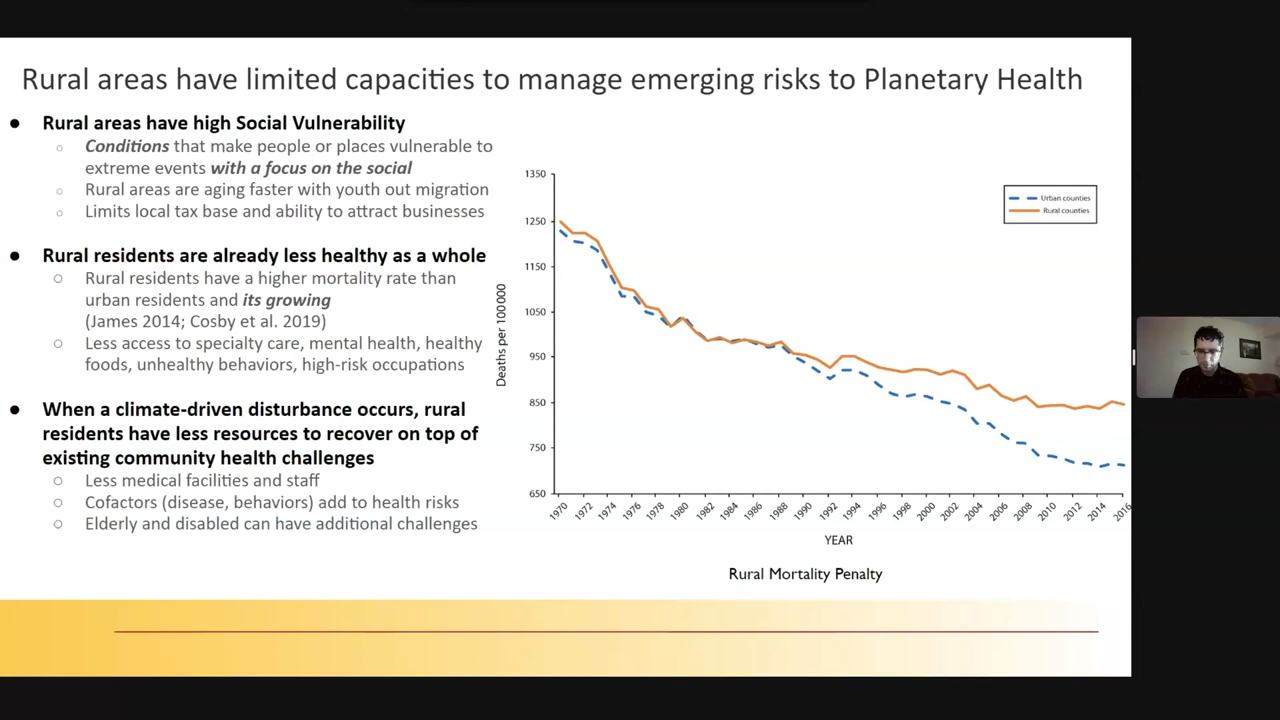 Rural areas have limited capacities to manage emerging risks to Planetary Health
● Rural areas have high Social Vulnerability
○ Conditions that make people or places vulnerable to
extreme events with a focus on the social
○ Rural areas are aging faster with youth out migration
○ Limits local tax base and ability to attract businesses
● Rural residents are already less healthy as a whole
○ Rural residents have a higher mortality rate than
urban residents and its growing
(James 2014; Cosby et al. 2019)
○ Less access to specialty care, mental health, healthy
foods, unhealthy behaviors, high-risk occupations
● When a climate-driven disturbance occurs, rural
residents have less resources to recover on top of
existing community health challenges
○ Less medical facilities and staff
○ Cofactors (disease, behaviors) add to health risks
○ Elderly and disabled can have additional challenges
Deaths per 100 000
1350
1250
1150
1050
950
850
750
650
Urban counties
Rural counties
1970 1972 1974 1976 1978 1980 1982 1984 1986 1988 1990 1992 1994 1996 1998 2000 2002 2004 2006 2008 2010 2012 2014 2016
YEAR
Rural Mortality Penalty